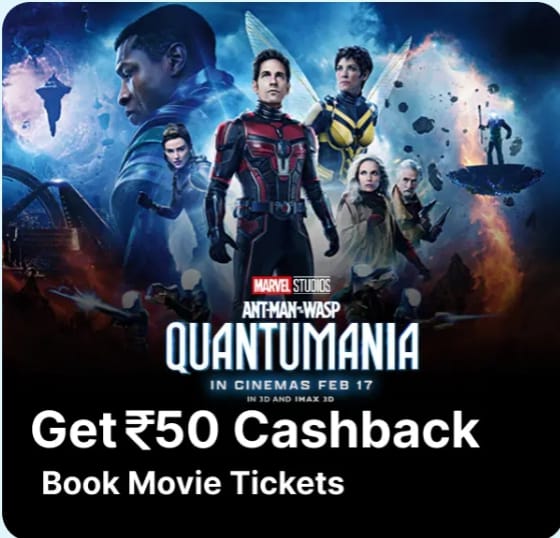 MARVEL STUDIOS
ANT-MAN AND THE WASP
QUANTUMANIA
IN CINEMAS FEB 17
IN 3D AND IMAX 3D
Get ₹50 Cashback
Book Movie Tickets